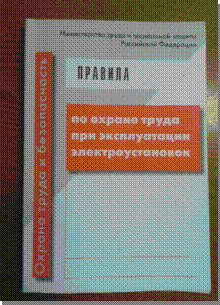 Министерство труда и социальной защиты
Российской Федерации
ПРАВИЛА
по охране труда
при эксплуатации
электроустановок
Охрана труда и безопасность